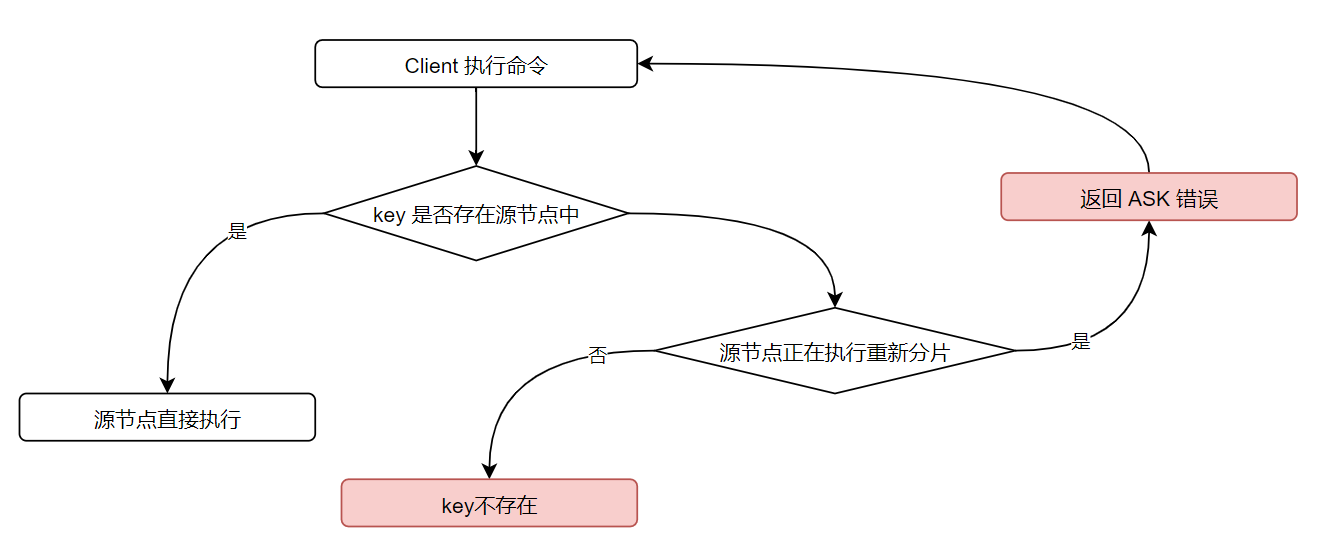 Client 执行命令
返回 ASK 错误
key 是否存在源节点中
是
是
源节点正在执行重新分片
否
源节点直接执行
key不存在